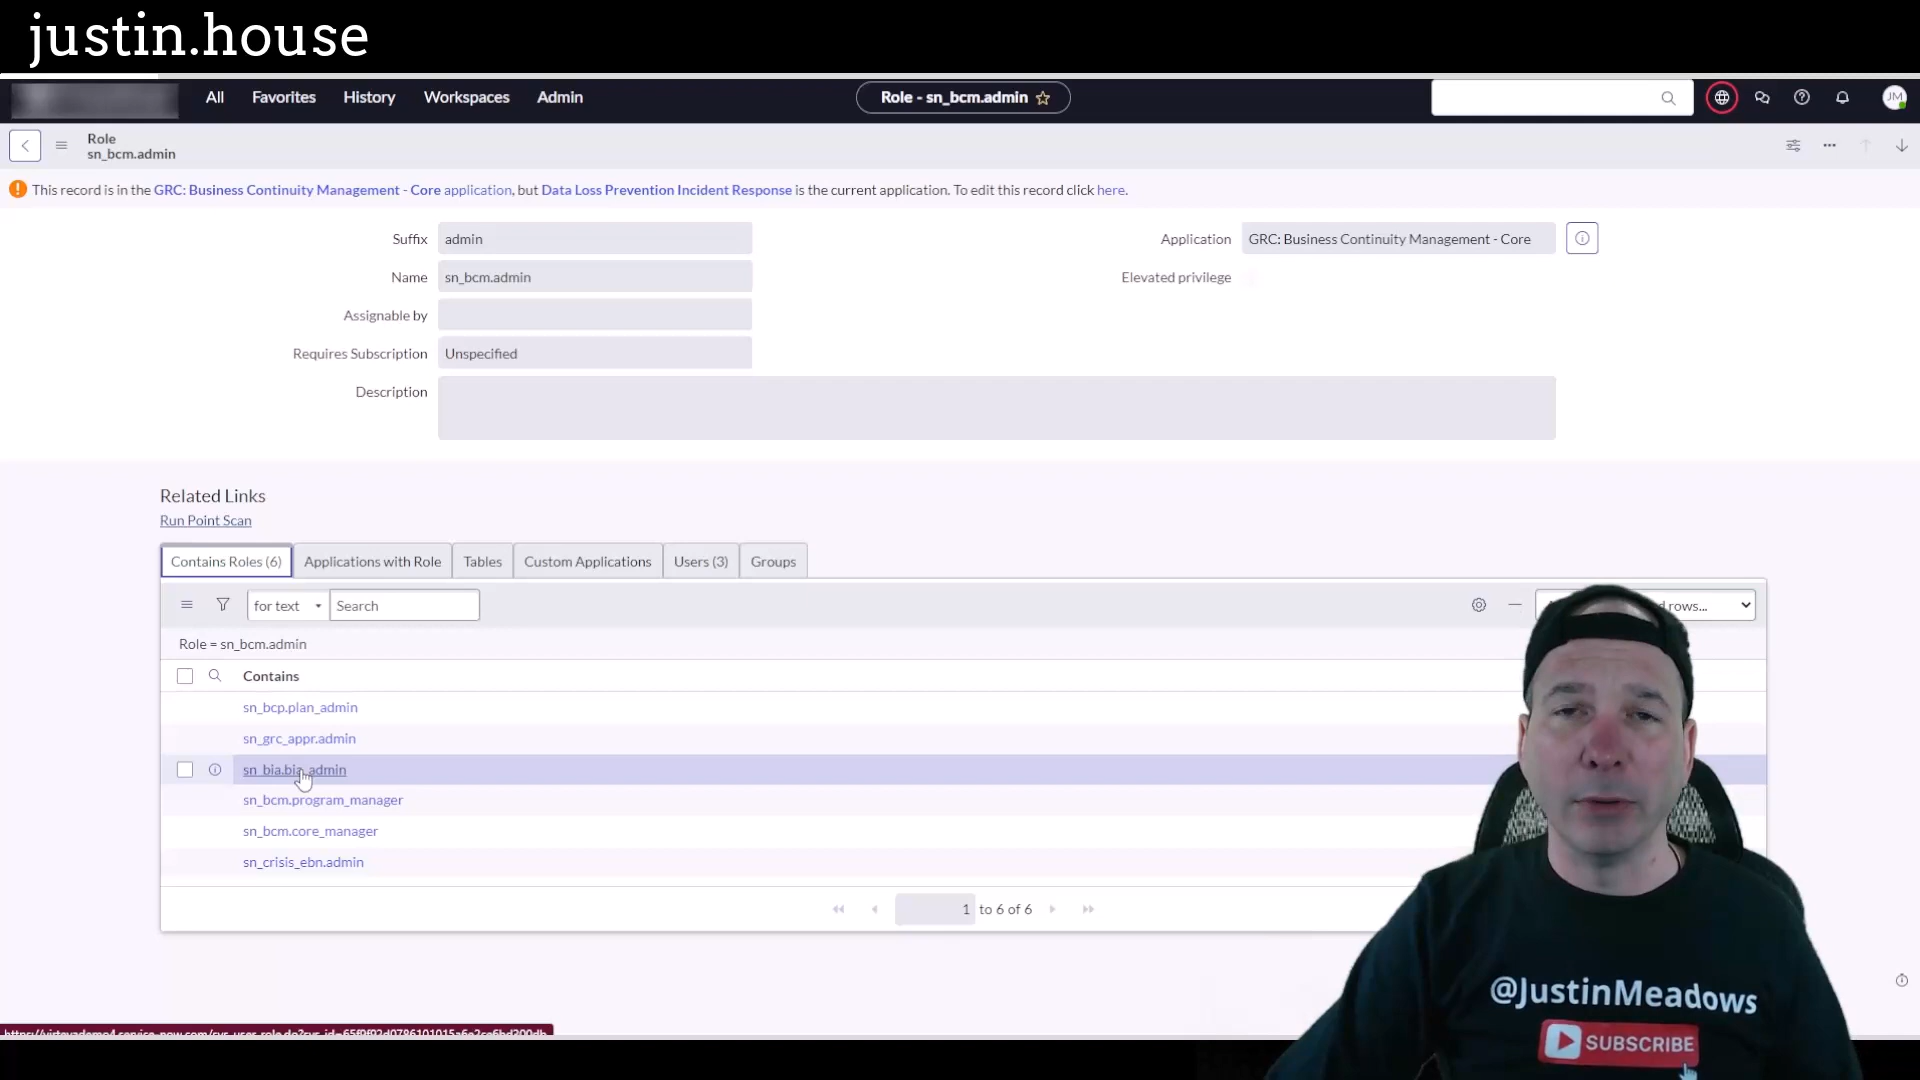 justin.house
All Favorites History Workspaces Admin
Role - sn_bcm.admin
JM
Role
sn_bcm.admin
This record is in the GRC: Business Continuity Management - Core application, but Data Loss Prevention Incident Response is the current application. To edit this record click here.
Suffix admin
Application GRC: Business Continuity Management - Core
Name sn_bcm.admin
Elevated privilege
Assignable by
Requires Subscription Unspecified
Description
Related Links
Run Point Scan
Contains Roles (6) Applications with Role Tables Custom Applications Users (3) Groups
for text Search
rows...
Role = sn_bcm.admin
Contains
sn_bcp.plan_admin
sn_grc_appr.admin
sn_bia.bia_admin
sn_bcm.program_manager
sn_bcm.core_manager
sn_crisis_ebn.admin
1 to 6 of 6
@JustinMeadows
SUBSCRIBE